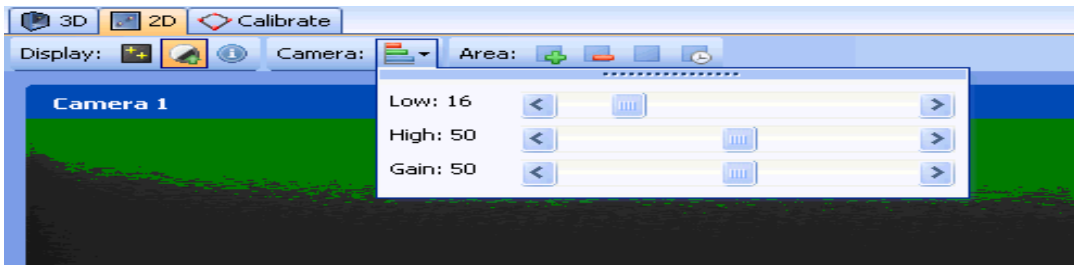 3D 2D Calibrate
Display: Camera: Area:
Camera 1
Low: 16
High: 50
Gain: 50